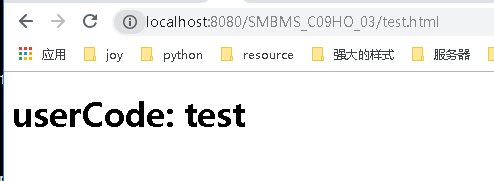 localhost:8080/SMBMS_C09HO_03/test.html
应用 joy python resource 强大的样式 服务器
userCode: test